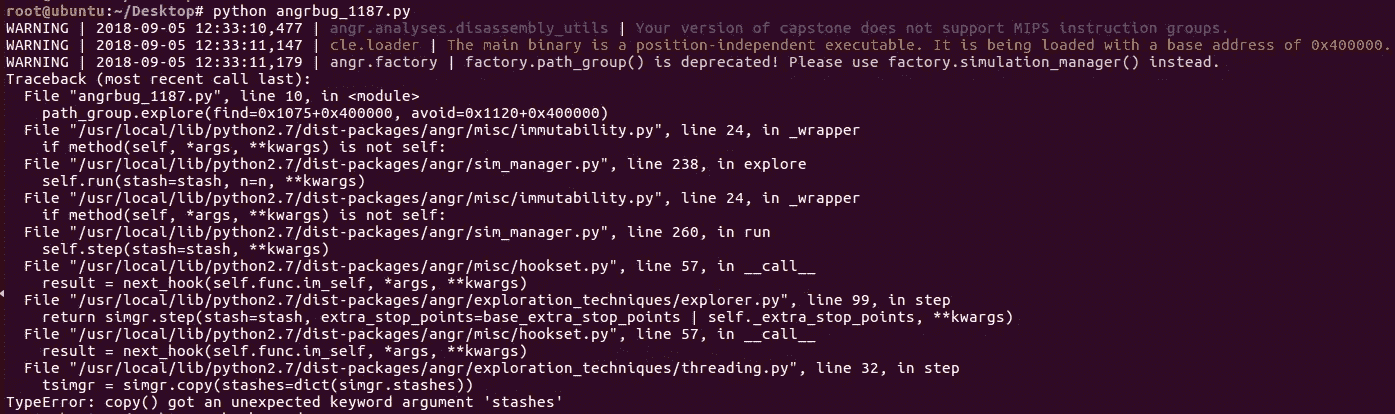 root@ubuntu:~/Desktop# python angrbug_1187.py
WARNING | 2018-09-05 12:33:10,477 | angr.analyses.disassembly_utils | Your version of capstone does not support MIPS instruction groups.
WARNING | 2018-09-05 12:33:11,147 | cle.loader | The main binary is a position-independent executable. It is being loaded with a base address of 0x400000.
WARNING | 2018-09-05 12:33:11,179 | angr.factory | factory.path_group() is deprecated! Please use factory.simulation_manager() instead.
Traceback (most recent call last):
  File "angrbug_1187.py", line 10, in <module>
    path_group.explore(find=0x1075+0x400000, avoid=0x1120+0x400000)
  File "/usr/local/lib/python2.7/dist-packages/angr/misc/immutability.py", line 24, in _wrapper
    if method(self, *args, **kwargs) is not self:
  File "/usr/local/lib/python2.7/dist-packages/angr/sim_manager.py", line 238, in explore
    self.run(stash=stash, n=n, **kwargs)
  File "/usr/local/lib/python2.7/dist-packages/angr/misc/immutability.py", line 24, in _wrapper
    if method(self, *args, **kwargs) is not self:
  File "/usr/local/lib/python2.7/dist-packages/angr/sim_manager.py", line 260, in run
    self.step(stash=stash, **kwargs)
  File "/usr/local/lib/python2.7/dist-packages/angr/misc/hookset.py", line 57, in __call__
    result = next_hook(self.func.im_self, *args, **kwargs)
  File "/usr/local/lib/python2.7/dist-packages/angr/exploration_techniques/explorer.py", line 99, in step
    return simgr.step(stash=stash, extra_stop_points=base_extra_stop_points | self._extra_stop_points, **kwargs)
  File "/usr/local/lib/python2.7/dist-packages/angr/misc/hookset.py", line 57, in __call__
    result = next_hook(self.func.im_self, *args, **kwargs)
  File "/usr/local/lib/python2.7/dist-packages/angr/exploration_techniques/threading.py", line 32, in step
    tsimgr = simgr.copy(stashes=dict(simgr.stashes))
TypeError: copy() got an unexpected keyword argument 'stashes'